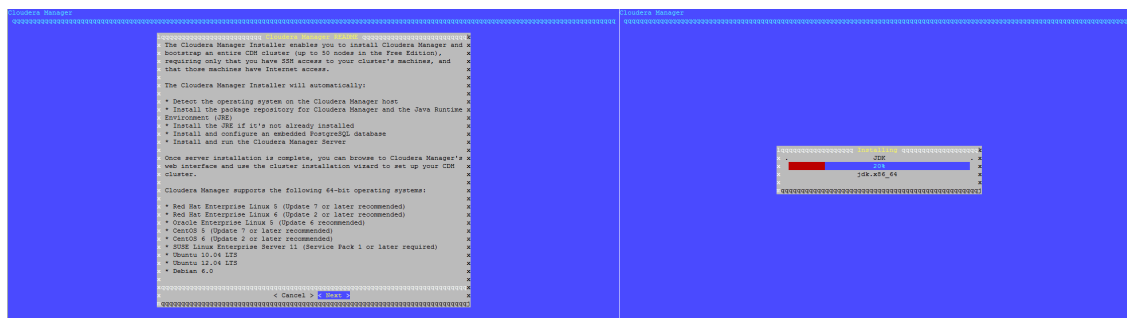 Cloudera Manager
Cloudera Manager README
The Cloudera Manager Installer enables you to install Cloudera Manager and
bootstrap an entire CDH cluster (up to 50 nodes in the Free Edition),
requiring only that you have SSH access to your cluster's machines, and
that those machines have Internet access.
The Cloudera Manager Installer will automatically:
* Detect the operating system on the Cloudera Manager host
* Install the package repository for Cloudera Manager and the Java Runtime
Environment (JRE)
* Install the JRE if it's not already installed
* Install and configure an embedded PostgreSQL database
* Install and run the Cloudera Manager Server
Once server installation is complete, you can browse to Cloudera Manager's
web interface and use the cluster installation wizard to set up your CDH
cluster.
Cloudera Manager supports the following 64-bit operating systems:
* Red Hat Enterprise Linux 5 (Update 7 or later recommended)
* Red Hat Enterprise Linux 6 (Update 2 or later recommended)
* Oracle Enterprise Linux 5 (Update 6 recommended)
* CentOS 5 (Update 7 or later recommended)
* CentOS 6 (Update 2 or later recommended)
* SUSE Linux Enterprise Server 11 (Service Pack 1 or later required)
* Ubuntu 10.04 LTS
* Ubuntu 12.04 LTS
* Debian 6.0
< Cancel > < Next >
Cloudera Manager
Installing
. JDK .
20%
jdk.x86_64